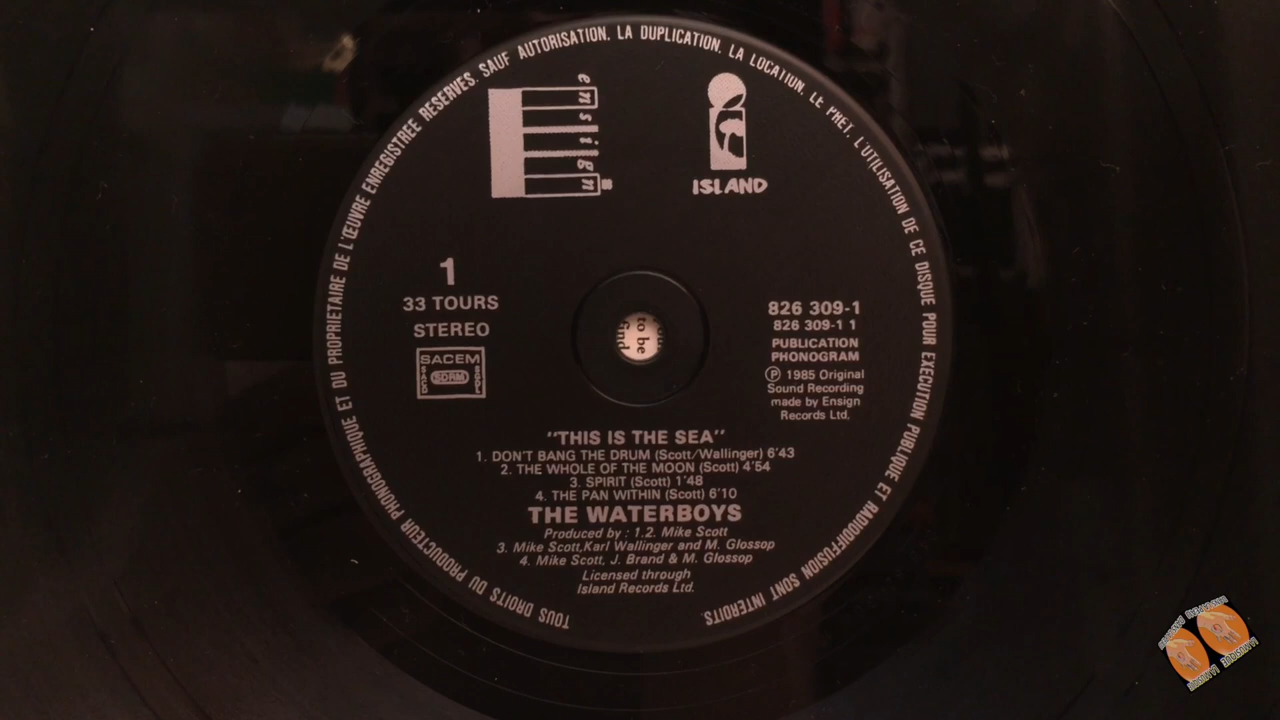 TOUS DROITS DU PRODUCTEUR PHONOGRAPHIQUE ET DU PROPRIETAIRE DE L'ŒUVRE ENREGISTREE RESERVES. SAUF AUTORISATION, LA DUPLICATION, LA LOCATION, LE PRET, L'UTILISATION DE CE DISQUE POUR EXECUTION PUBLIQUE ET RADIODIFFUSION SONT INTERDITS.
ensign
ISLAND
1
33 TOURS
STEREO
SACEM
SACD
SDRM
SGDL
826 309-1
826 309-1 1
PUBLICATION
PHONOGRAM
Ⓟ 1985 Original
Sound Recording
made by Ensign
Records Ltd,
to be
find
"THIS IS THE SEA"
1. DON'T BANG THE DRUM (Scott/Wallinger) 6'43
2. THE WHOLE OF THE MOON (Scott) 4'54
3. SPIRIT (Scott) 1'48
4. THE PAN WITHIN (Scott) 6'10
THE WATERBOYS
Produced by : 1.2. Mike Scott
3. Mike Scott,Karl Wallinger and M. Glossop
4. Mike Scott, J. Brand & M. Glossop
Licensed through
Island Records Ltd.